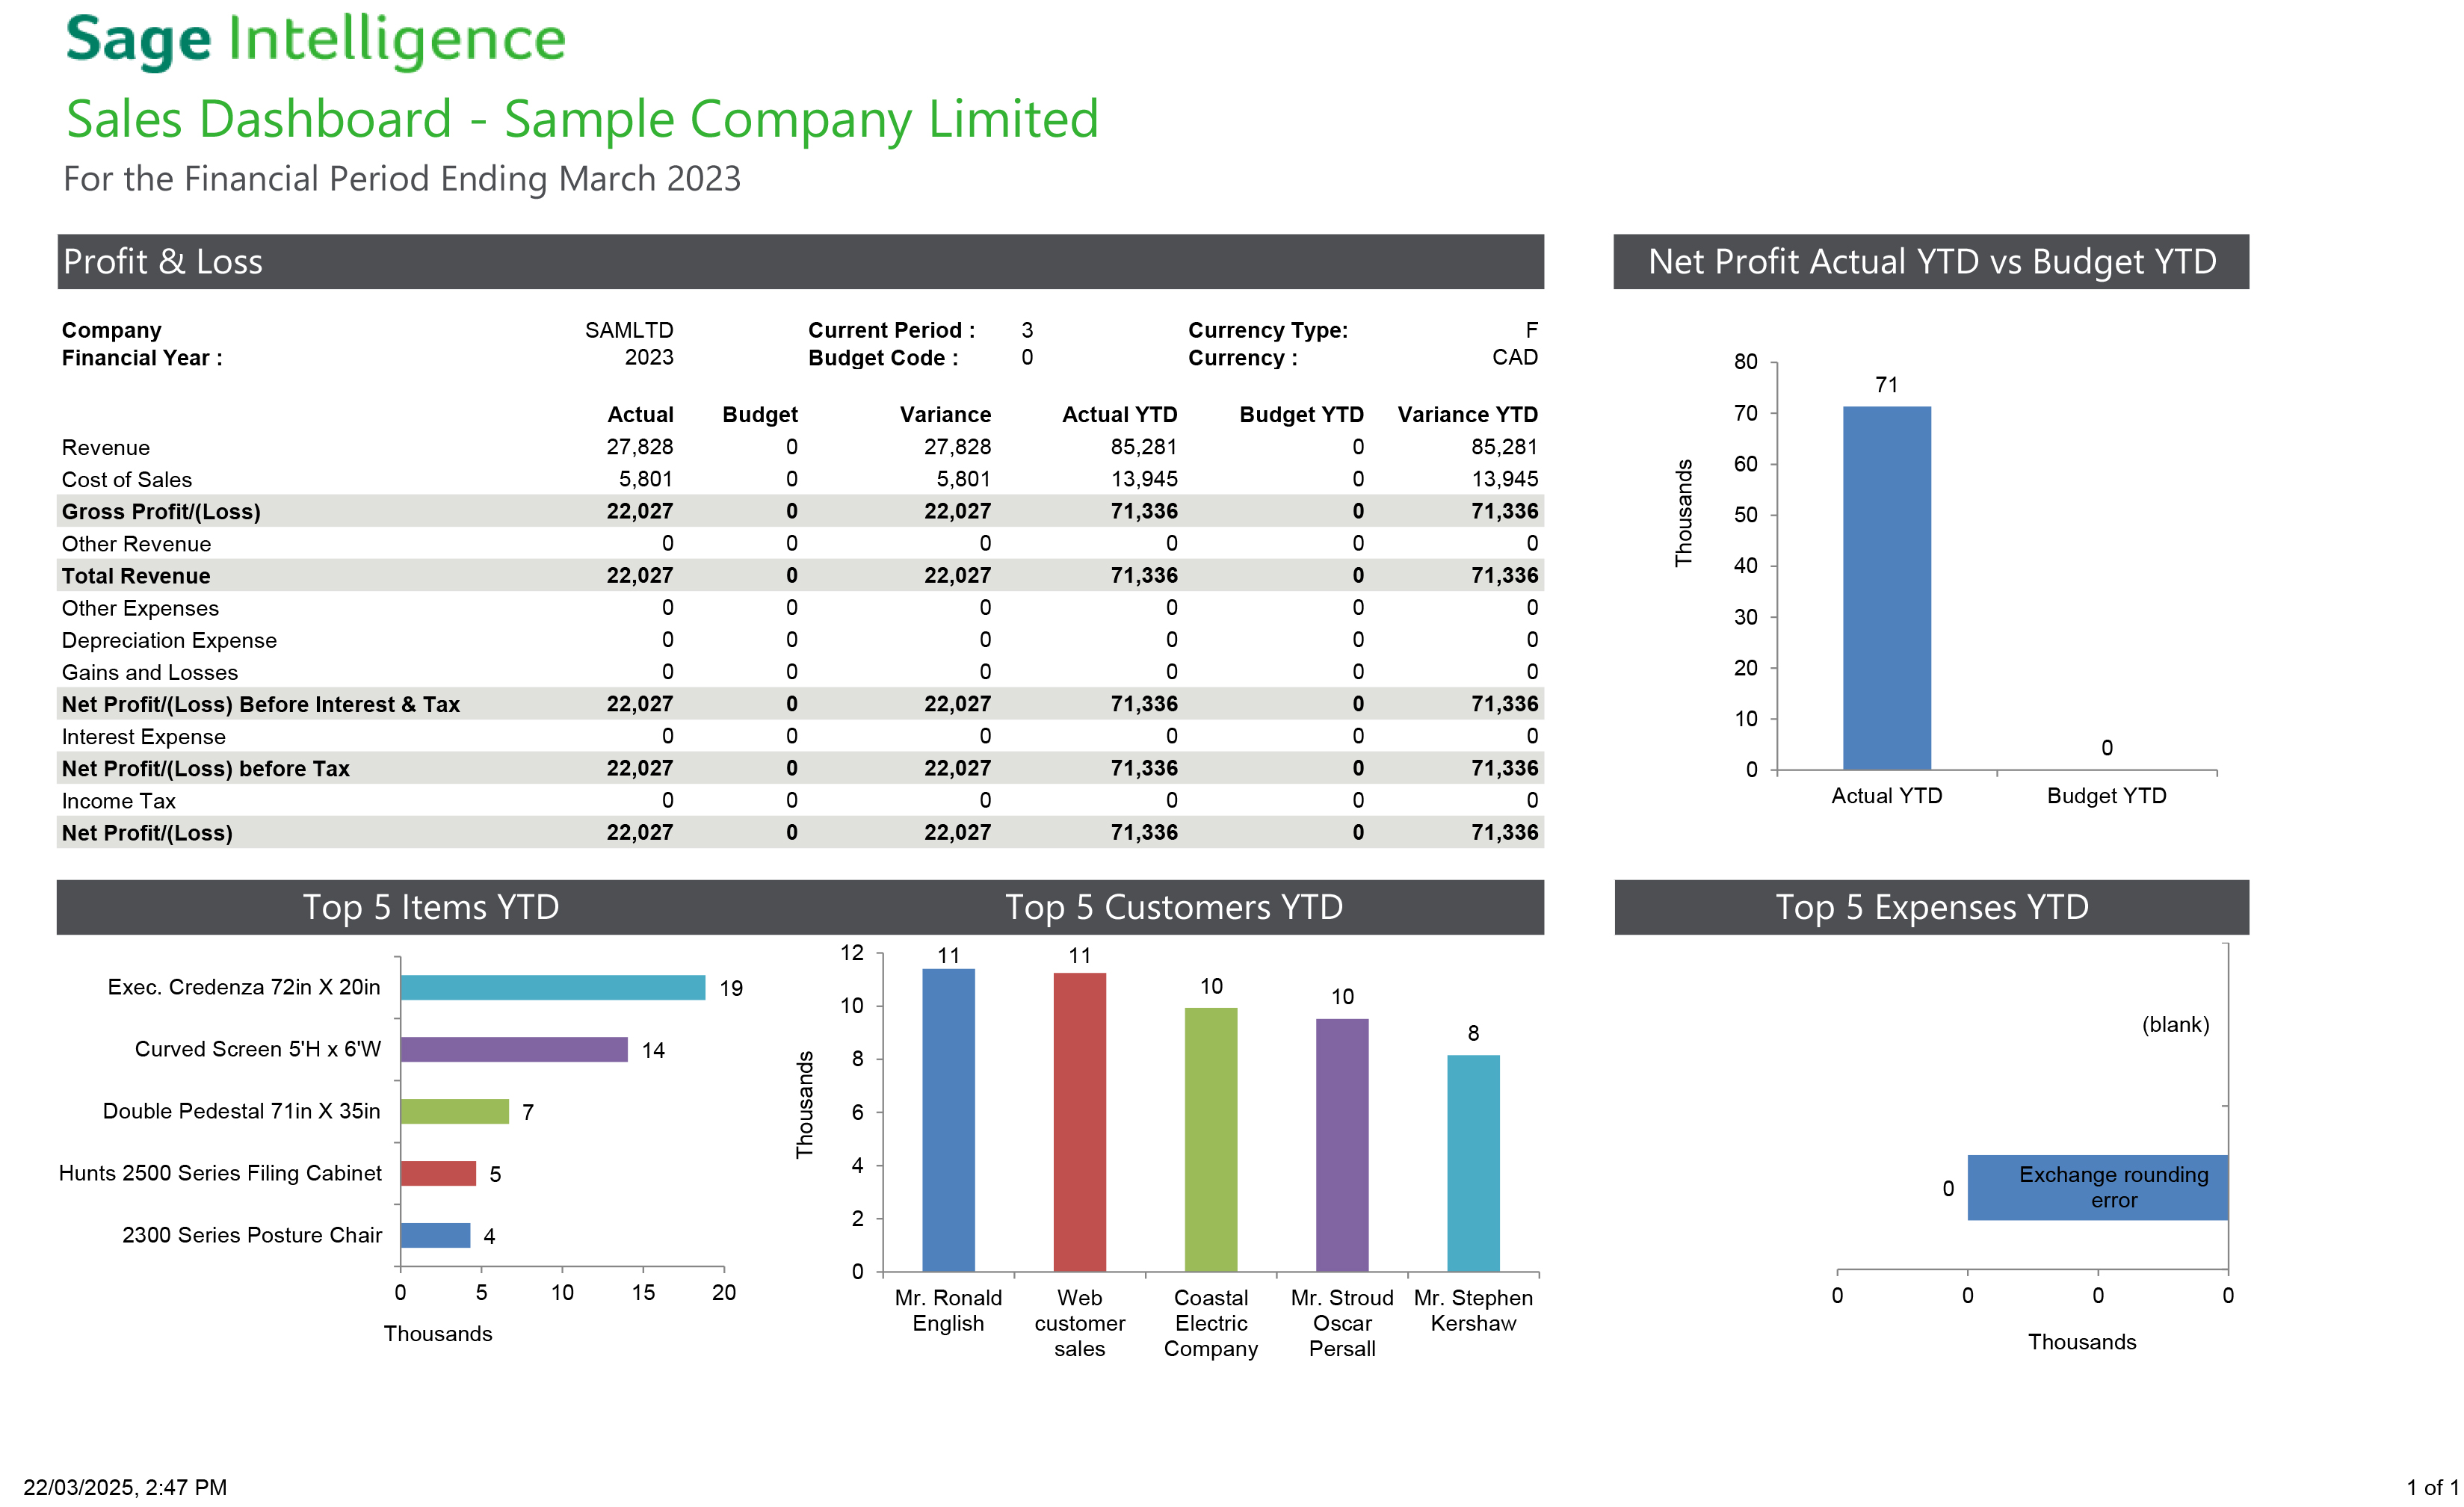 Sage Intelligence
Sales Dashboard - Sample Company Limited
For the Financial Period Ending March 2023
Profit & Loss
Company SAMLTD Current Period : 3 Currency Type: F
Financial Year : 2023 Budget Code : 0 Currency : CAD
Actual Budget Variance Actual YTD Budget YTD Variance YTD
Revenue 27,828 0 27,828 85,281 0 85,281
Cost of Sales 5,801 0 5,801 13,945 0 13,945
Gross Profit/(Loss) 22,027 0 22,027 71,336 0 71,336
Other Revenue 0 0 0 0 0 0
Total Revenue 22,027 0 22,027 71,336 0 71,336
Other Expenses 0 0 0 0 0 0
Depreciation Expense 0 0 0 0 0 0
Gains and Losses 0 0 0 0 0 0
Net Profit/(Loss) Before Interest & Tax 22,027 0 22,027 71,336 0 71,336
Interest Expense 0 0 0 0 0 0
Net Profit/(Loss) before Tax 22,027 0 22,027 71,336 0 71,336
Income Tax 0 0 0 0 0 0
Net Profit/(Loss) 22,027 0 22,027 71,336 0 71,336
Net Profit Actual YTD vs Budget YTD
Thousands
80
70
60
50
40
30
20
10
0
71
0
Actual YTD Budget YTD
Top 5 Items YTD
Exec. Credenza 72in X 20in 19
Curved Screen 5'H x 6'W 14
Double Pedestal 71in X 35in 7
Hunts 2500 Series Filing Cabinet 5
2300 Series Posture Chair 4
0 5 10 15 20
Thousands
Top 5 Customers YTD
Thousands
12
10
8
6
4
2
0
11 11 10 10 8
Mr. Ronald
English
Web
customer
sales
Coastal
Electric
Company
Mr. Stroud
Oscar
Persall
Mr. Stephen
Kershaw
Top 5 Expenses YTD
(blank)
0 Exchange rounding
error
0 0 0 0
Thousands
22/03/2025, 2:47 PM
1 of 1